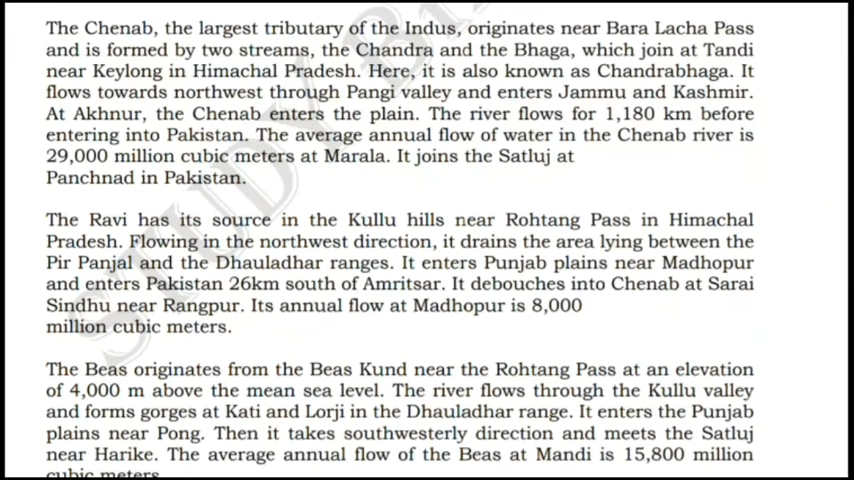 The Chenab, the largest tributary of the Indus, originates near Bara Lacha Pass
and is formed by two streams, the Chandra and the Bhaga, which join at Tandi
near Keylong in Himachal Pradesh. Here, it is also known as Chandrabhaga. It
flows towards northwest through Pangi valley and enters Jammu and Kashmir.
At Akhnur, the Chenab enters the plain. The river flows for 1,180 km before
entering into Pakistan. The average annual flow of water in the Chenab river is
29,000 million cubic meters at Marala. It joins the Satluj at
Panchnad in Pakistan.
The Ravi has its source in the Kullu hills near Rohtang Pass in Himachal
Pradesh. Flowing in the northwest direction, it drains the area lying between the
Pir Panjal and the Dhauladhar ranges. It enters Punjab plains near Madhopur
and enters Pakistan 26km south of Amritsar. It debouches into Chenab at Sarai
Sindhu near Rangpur. Its annual flow at Madhopur is 8,000
million cubic meters.
The Beas originates from the Beas Kund near the Rohtang Pass at an elevation
of 4,000 m above the mean sea level. The river flows through the Kullu valley
and forms gorges at Kati and Lorji in the Dhauladhar range. It enters the Punjab
plains near Pong. Then it takes southwesterly direction and meets the Satluj
near Harike. The average annual flow of the Beas at Mandi is 15,800 million
cubic meters
STUDY